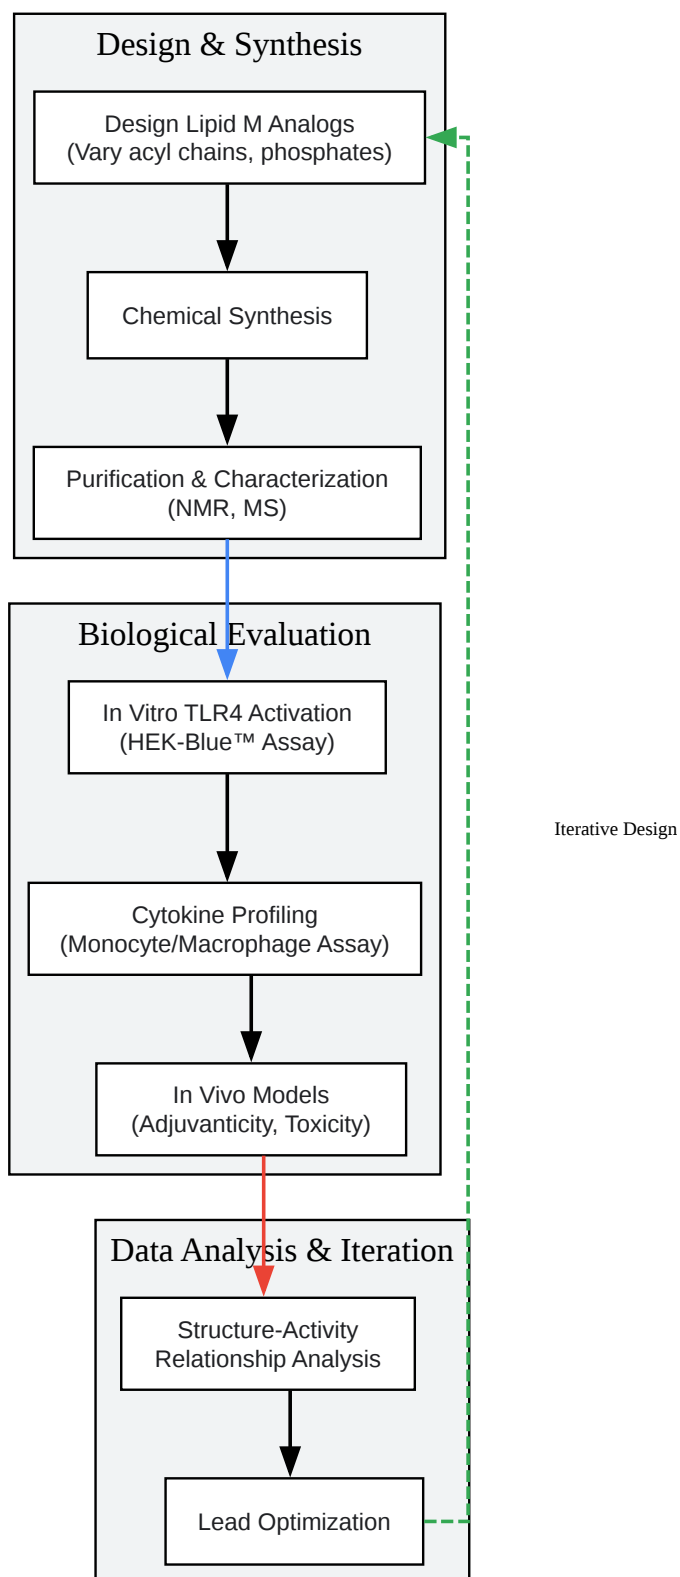 Design & Synthesis
Design Lipid M Analogs
(Vary acyl chains, phosphates)
Chemical Synthesis
Purification & Characterization
(NMR, MS)
Biological Evaluation
In Vitro TLR4 Activation
(HEK-Blue™ Assay)
Iterative Design
Cytokine Profiling
(Monocyte/Macrophage Assay)
In Vivo Models
(Adjuvanticity, Toxicity)
Data Analysis & Iteration
Structure-Activity
Relationship Analysis
Lead Optimization